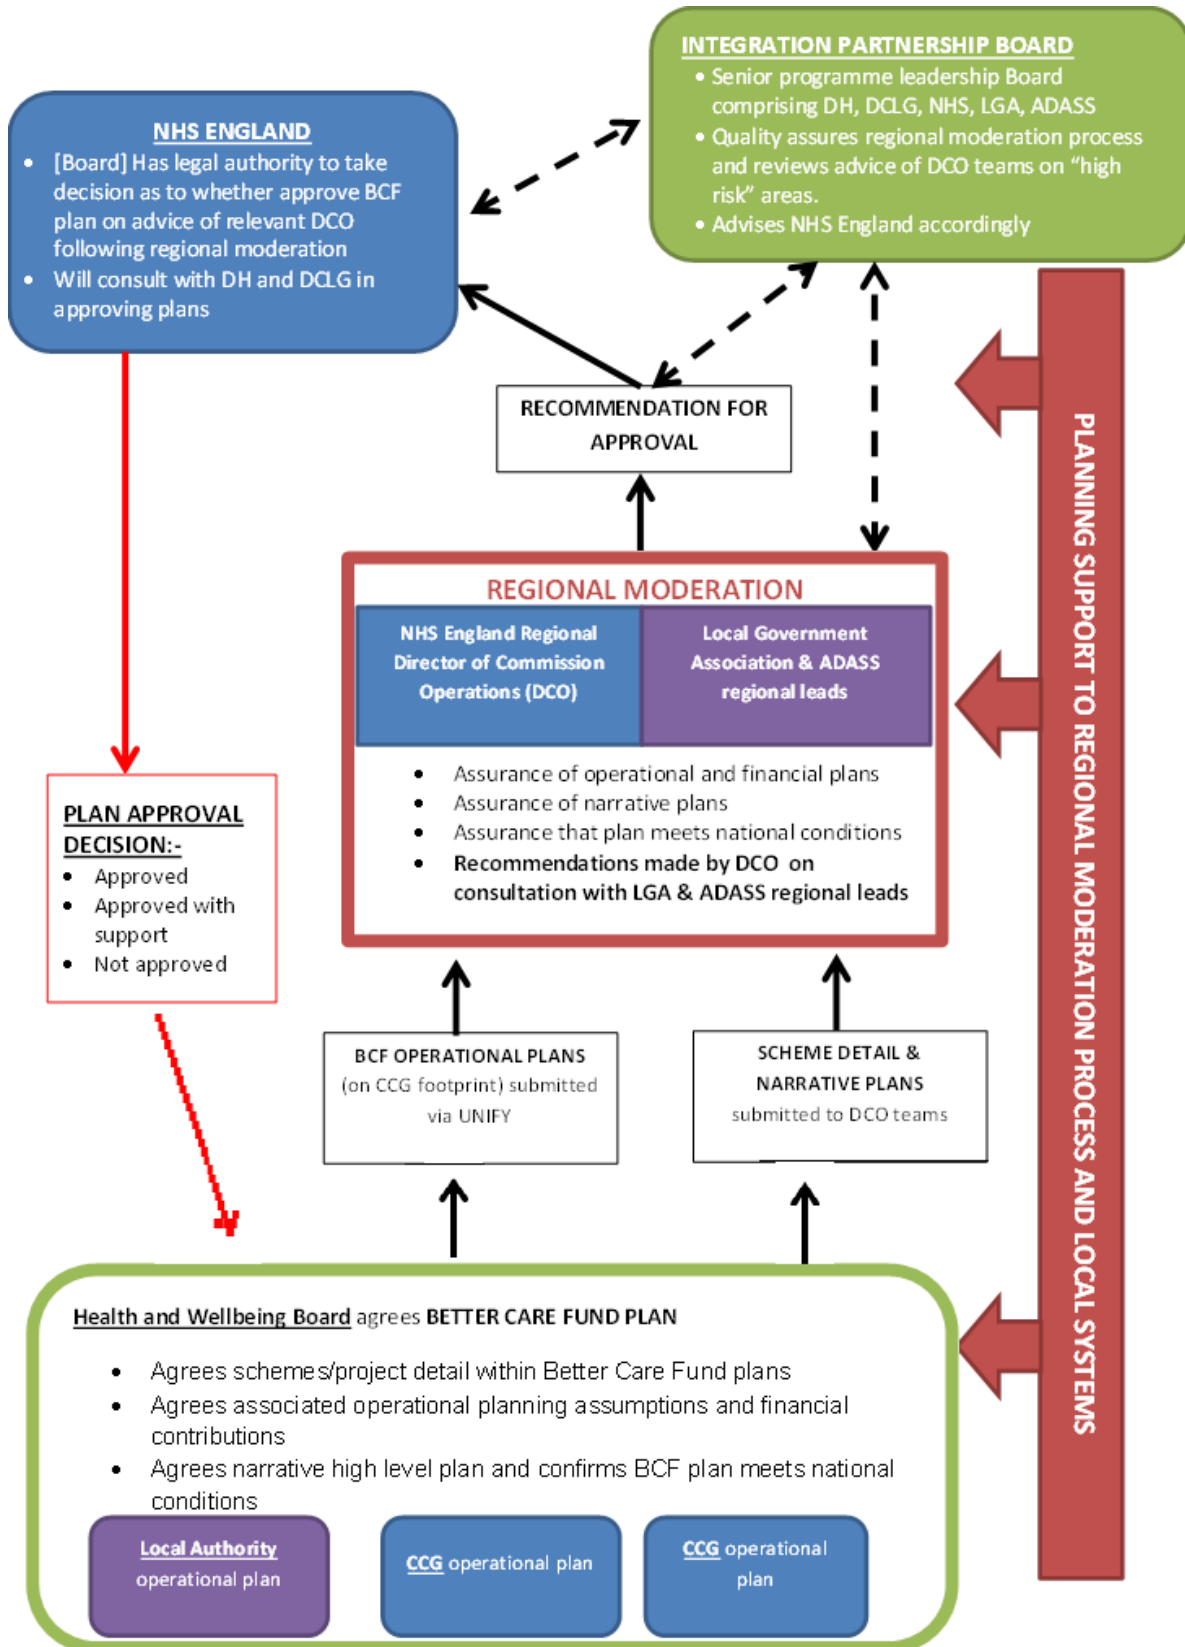 INTEGRATION PARTNERSHIP BOARD
• Senior programme leadership Board
comprising DH, DCLG, NHS, LGA, ADASS
• Quality assures regional moderation process
and reviews advice of DCO teams on “high
risk” areas.
• Advises NHS England accordingly
NHS ENGLAND
• [Board] Has legal authority to take
decision as to whether approve BCF
plan on advice of relevant DCO
following regional moderation
• Will consult with DH and DCLG in
approving plans
RECOMMENDATION FOR
APPROVAL
REGIONAL MODERATION
NHS England Regional
Director of Commission
Operations (DCO)
Local Government
Association & ADASS
regional leads
• Assurance of operational and financial plans
• Assurance of narrative plans
• Assurance that plan meets national conditions
• Recommendations made by DCO on
consultation with LGA & ADASS regional leads
PLAN APPROVAL
DECISION:-
• Approved
• Approved with
support
• Not approved
BCF OPERATIONAL PLANS
(on CCG footprint) submitted
via UNIFY
SCHEME DETAIL &
NARRATIVE PLANS
submitted to DCO teams
Health and Wellbeing Board agrees BETTER CARE FUND PLAN
• Agrees schemes/project detail within Better Care Fund plans
• Agrees associated operational planning assumptions and financial
contributions
• Agrees narrative high level plan and confirms BCF plan meets national
conditions
Local Authority
operational plan
CCG operational plan
CCG operational
plan
PLANNING SUPPORT TO REGIONAL MODERATION PROCESS AND LOCAL SYSTEMS